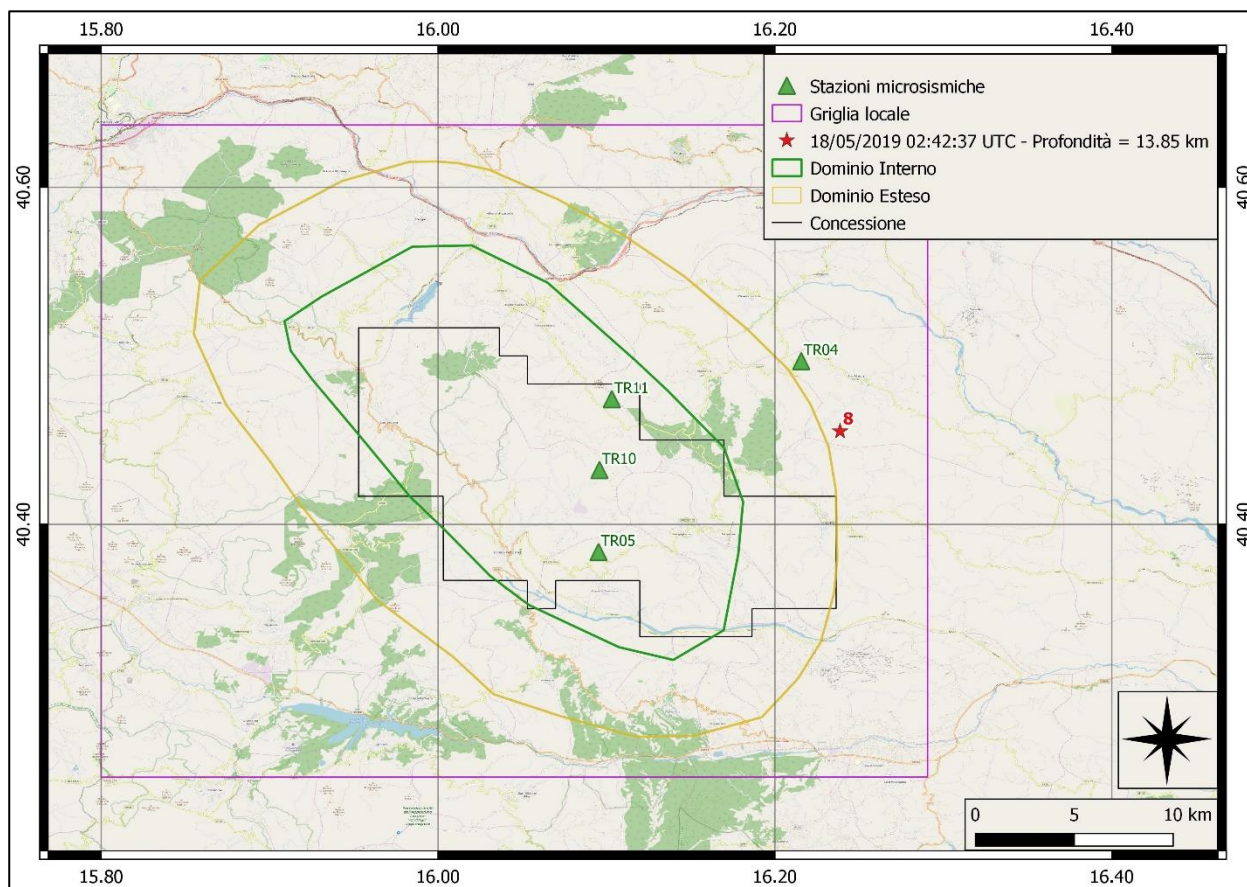 15.80 16.00 16.20 16.40
Stazioni microsismiche
Griglia locale
18/05/2019 02:42:37 UTC - Profondità = 13.85 km
Dominio Interno
Dominio Esteso
Concessione
40.60 40.60
TR04
8
TR11
TR10
40.40 40.40
TR05
0 5 10 km
15.80 16.00 16.20 16.40